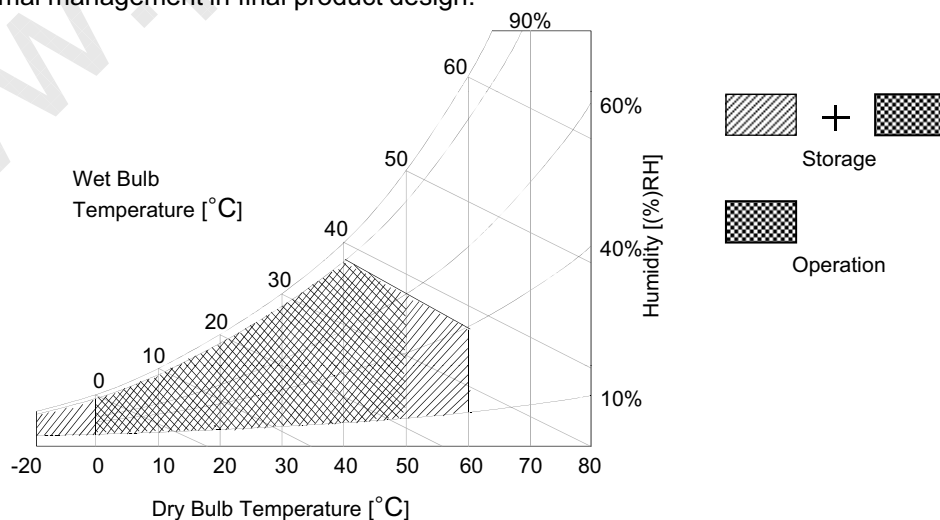 mal management in final product design.
90%
60
60%
50
Storage
Wet Bulb
Temperature [°C]
40
40%
Humidity [(%)RH]
30
Operation
20
10
0
10%
-20 0 10 20 30 40 50 60 70 80
Dry Bulb Temperature [°C]